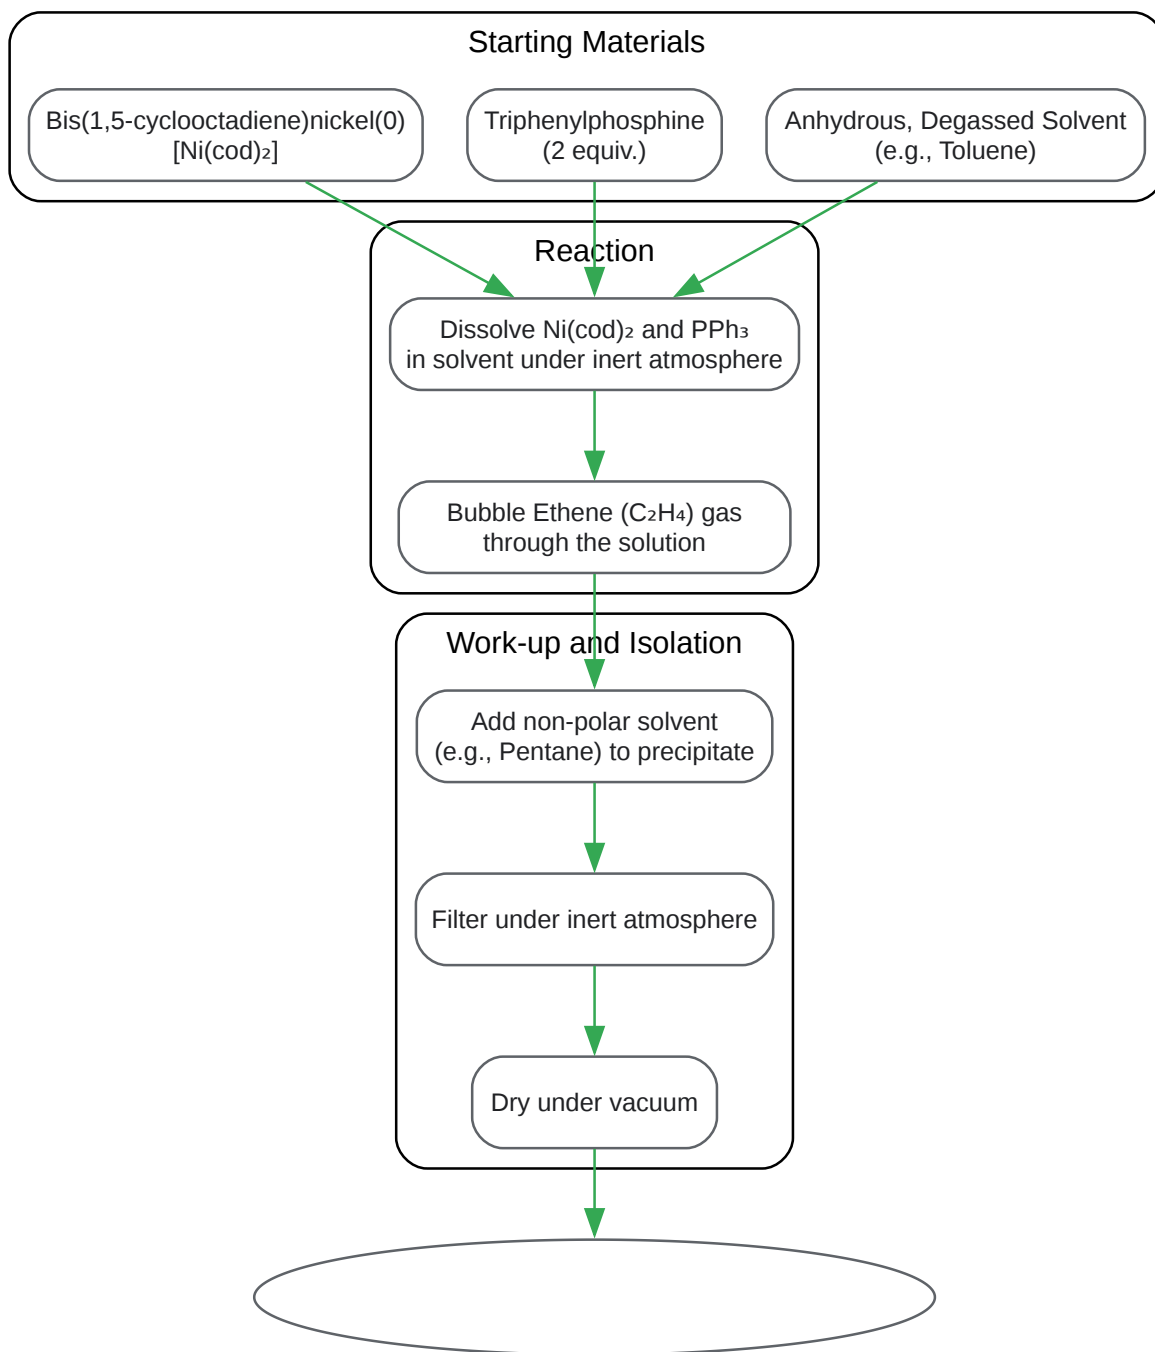 Starting Materials
Bis(1,5-cyclooctadiene)nickel(0)
[Ni(cod)₂]
Triphenylphosphine
(2 equiv.)
Anhydrous, Degassed Solvent
(e.g., Toluene)
Reaction
Dissolve Ni(cod)₂ and PPh₃
in solvent under inert atmosphere
Bubble Ethene (C₂H₄) gas
through the solution
Work-up and Isolation
Add non-polar solvent
(e.g., Pentane) to precipitate
Filter under inert atmosphere
Dry under vacuum